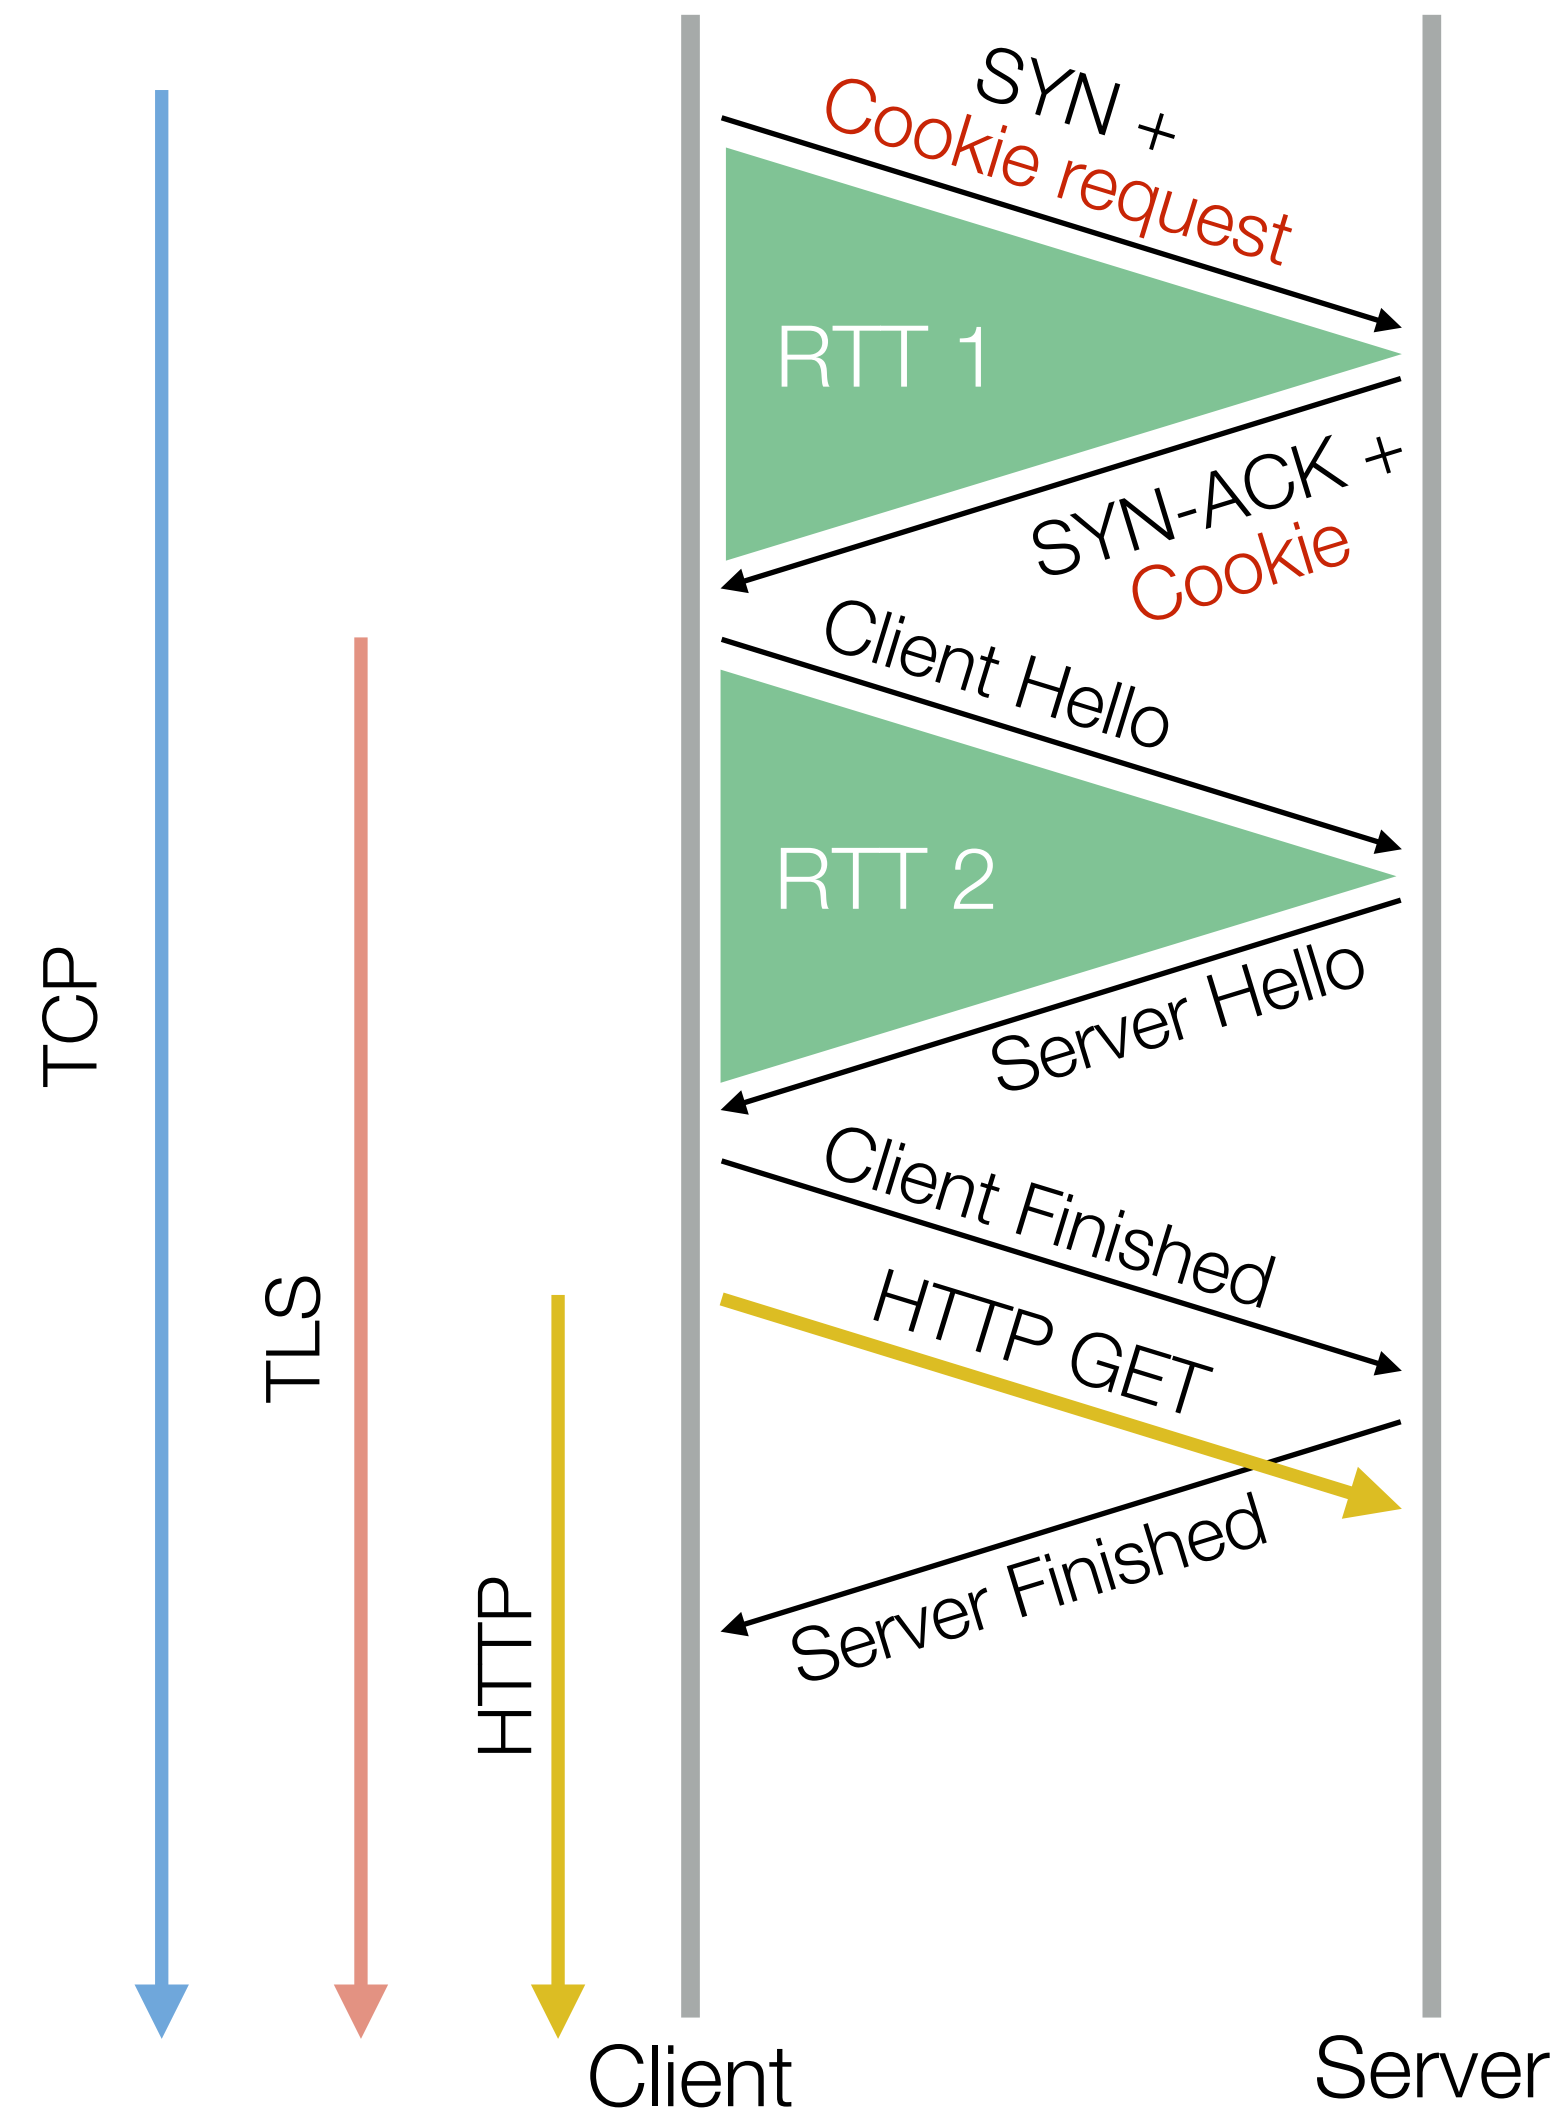 SYN +
Cookie request
RTT 1
SYN-ACK +
Cookie
Client Hello
RTT 2
Server Hello
TCP
Client Finished
TLS
HTTP GET
Server Finished
HTTP
Client
Server